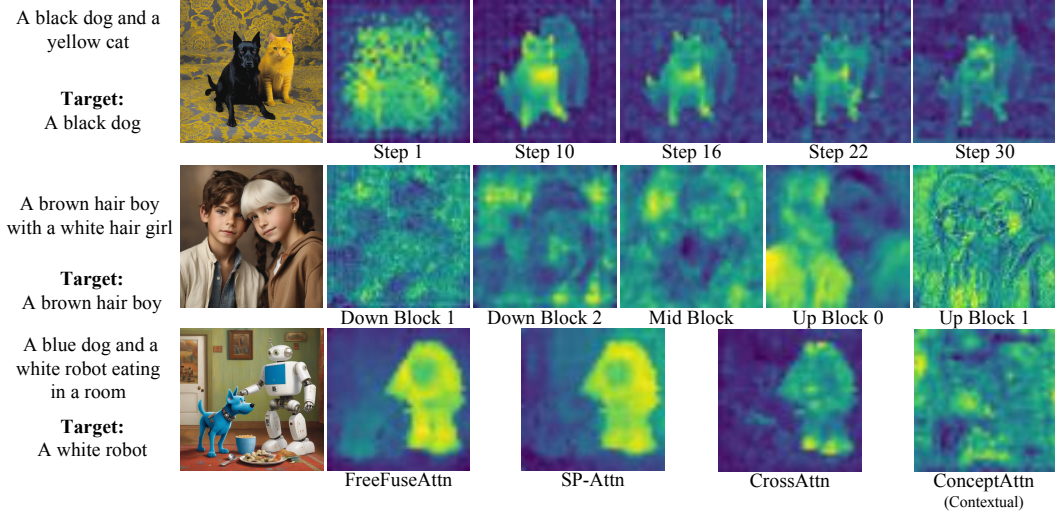 A black dog and a
yellow cat
Target:
A black dog
Step 1
Step 10
Step 16
Step 22
Step 30
A brown hair boy
with a white hair girl
Target:
A brown hair boy
Down Block 1
Down Block 2
Mid Block
Up Block 0
Up Block 1
A blue dog and a
white robot eating
in a room
Target:
A white robot
FreeFuseAttn
SP-Attn
CrossAttn
ConceptAttn
(Contextual)